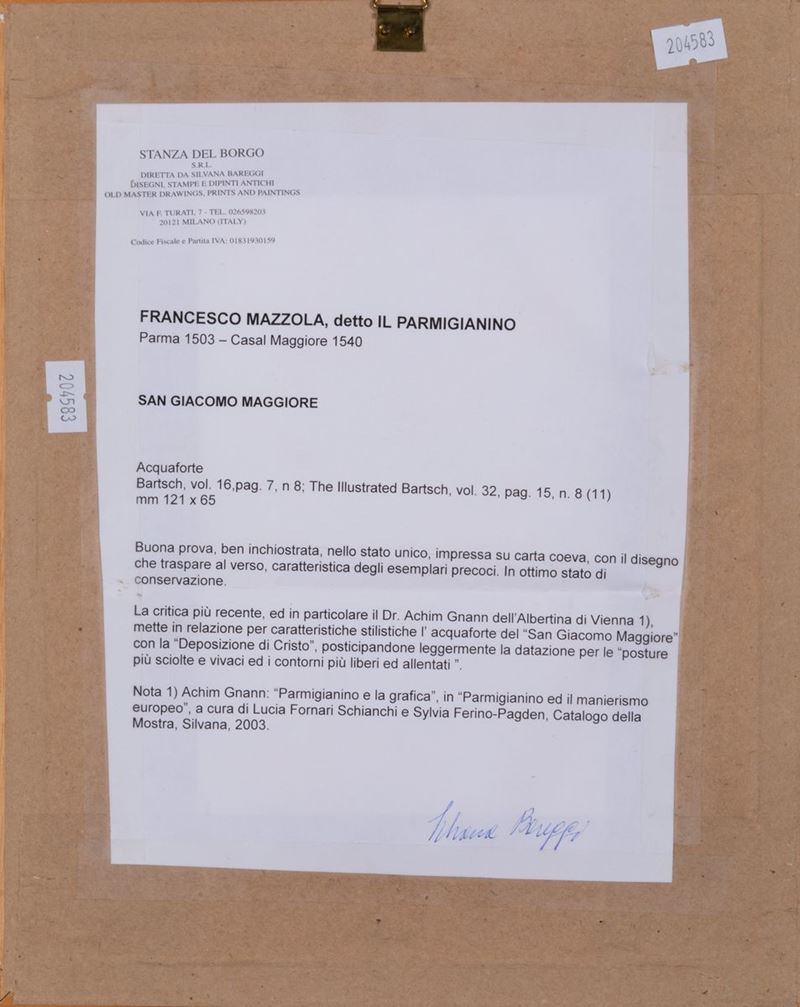 204583
STANZA DEL BORGO
S.R.L.
DIRETTA DA SILVANA BAREGGI
DISEGNI, STAMPE E DIPINTI ANTICHI
OLD MASTER DRAWINGS, PRINTS AND PAINTINGS
VIA F. TURATI, 7 - TEL. 026598203
20121 MILANO (ITALY)
Codice Fiscale e Partita IVA: 01831930159
FRANCESCO MAZZOLA, detto IL PARMIGIANINO
Parma 1503 – Casal Maggiore 1540
204583
SAN GIACOMO MAGGIORE
Acquaforte
Bartsch, vol. 16,pag. 7, n 8; The Illustrated Bartsch, vol. 32, pag. 15, n. 8 (11)
mm 121 x 65
Buona prova, ben inchiostrata, nello stato unico, impressa su carta coeva, con il disegno
che traspare al verso, caratteristica degli esemplari precoci. In ottimo stato di
conservazione.
La critica più recente, ed in particolare il Dr. Achim Gnann dell'Albertina di Vienna 1),
mette in relazione per caratteristiche stilistiche l' acquaforte del “San Giacomo Maggiore”
con la “Deposizione di Cristo”, posticipandone leggermente la datazione per le “posture
più sciolte e vivaci ed i contorni più liberi ed allentati ”.
Nota 1) Achim Gnann: “Parmigianino e la grafica”, in “Parmigianino ed il manierismo
europeo”, a cura di Lucia Fornari Schianchi e Sylvia Ferino-Pagden, Catalogo della
Mostra, Silvana, 2003.
Silvana Bareggi